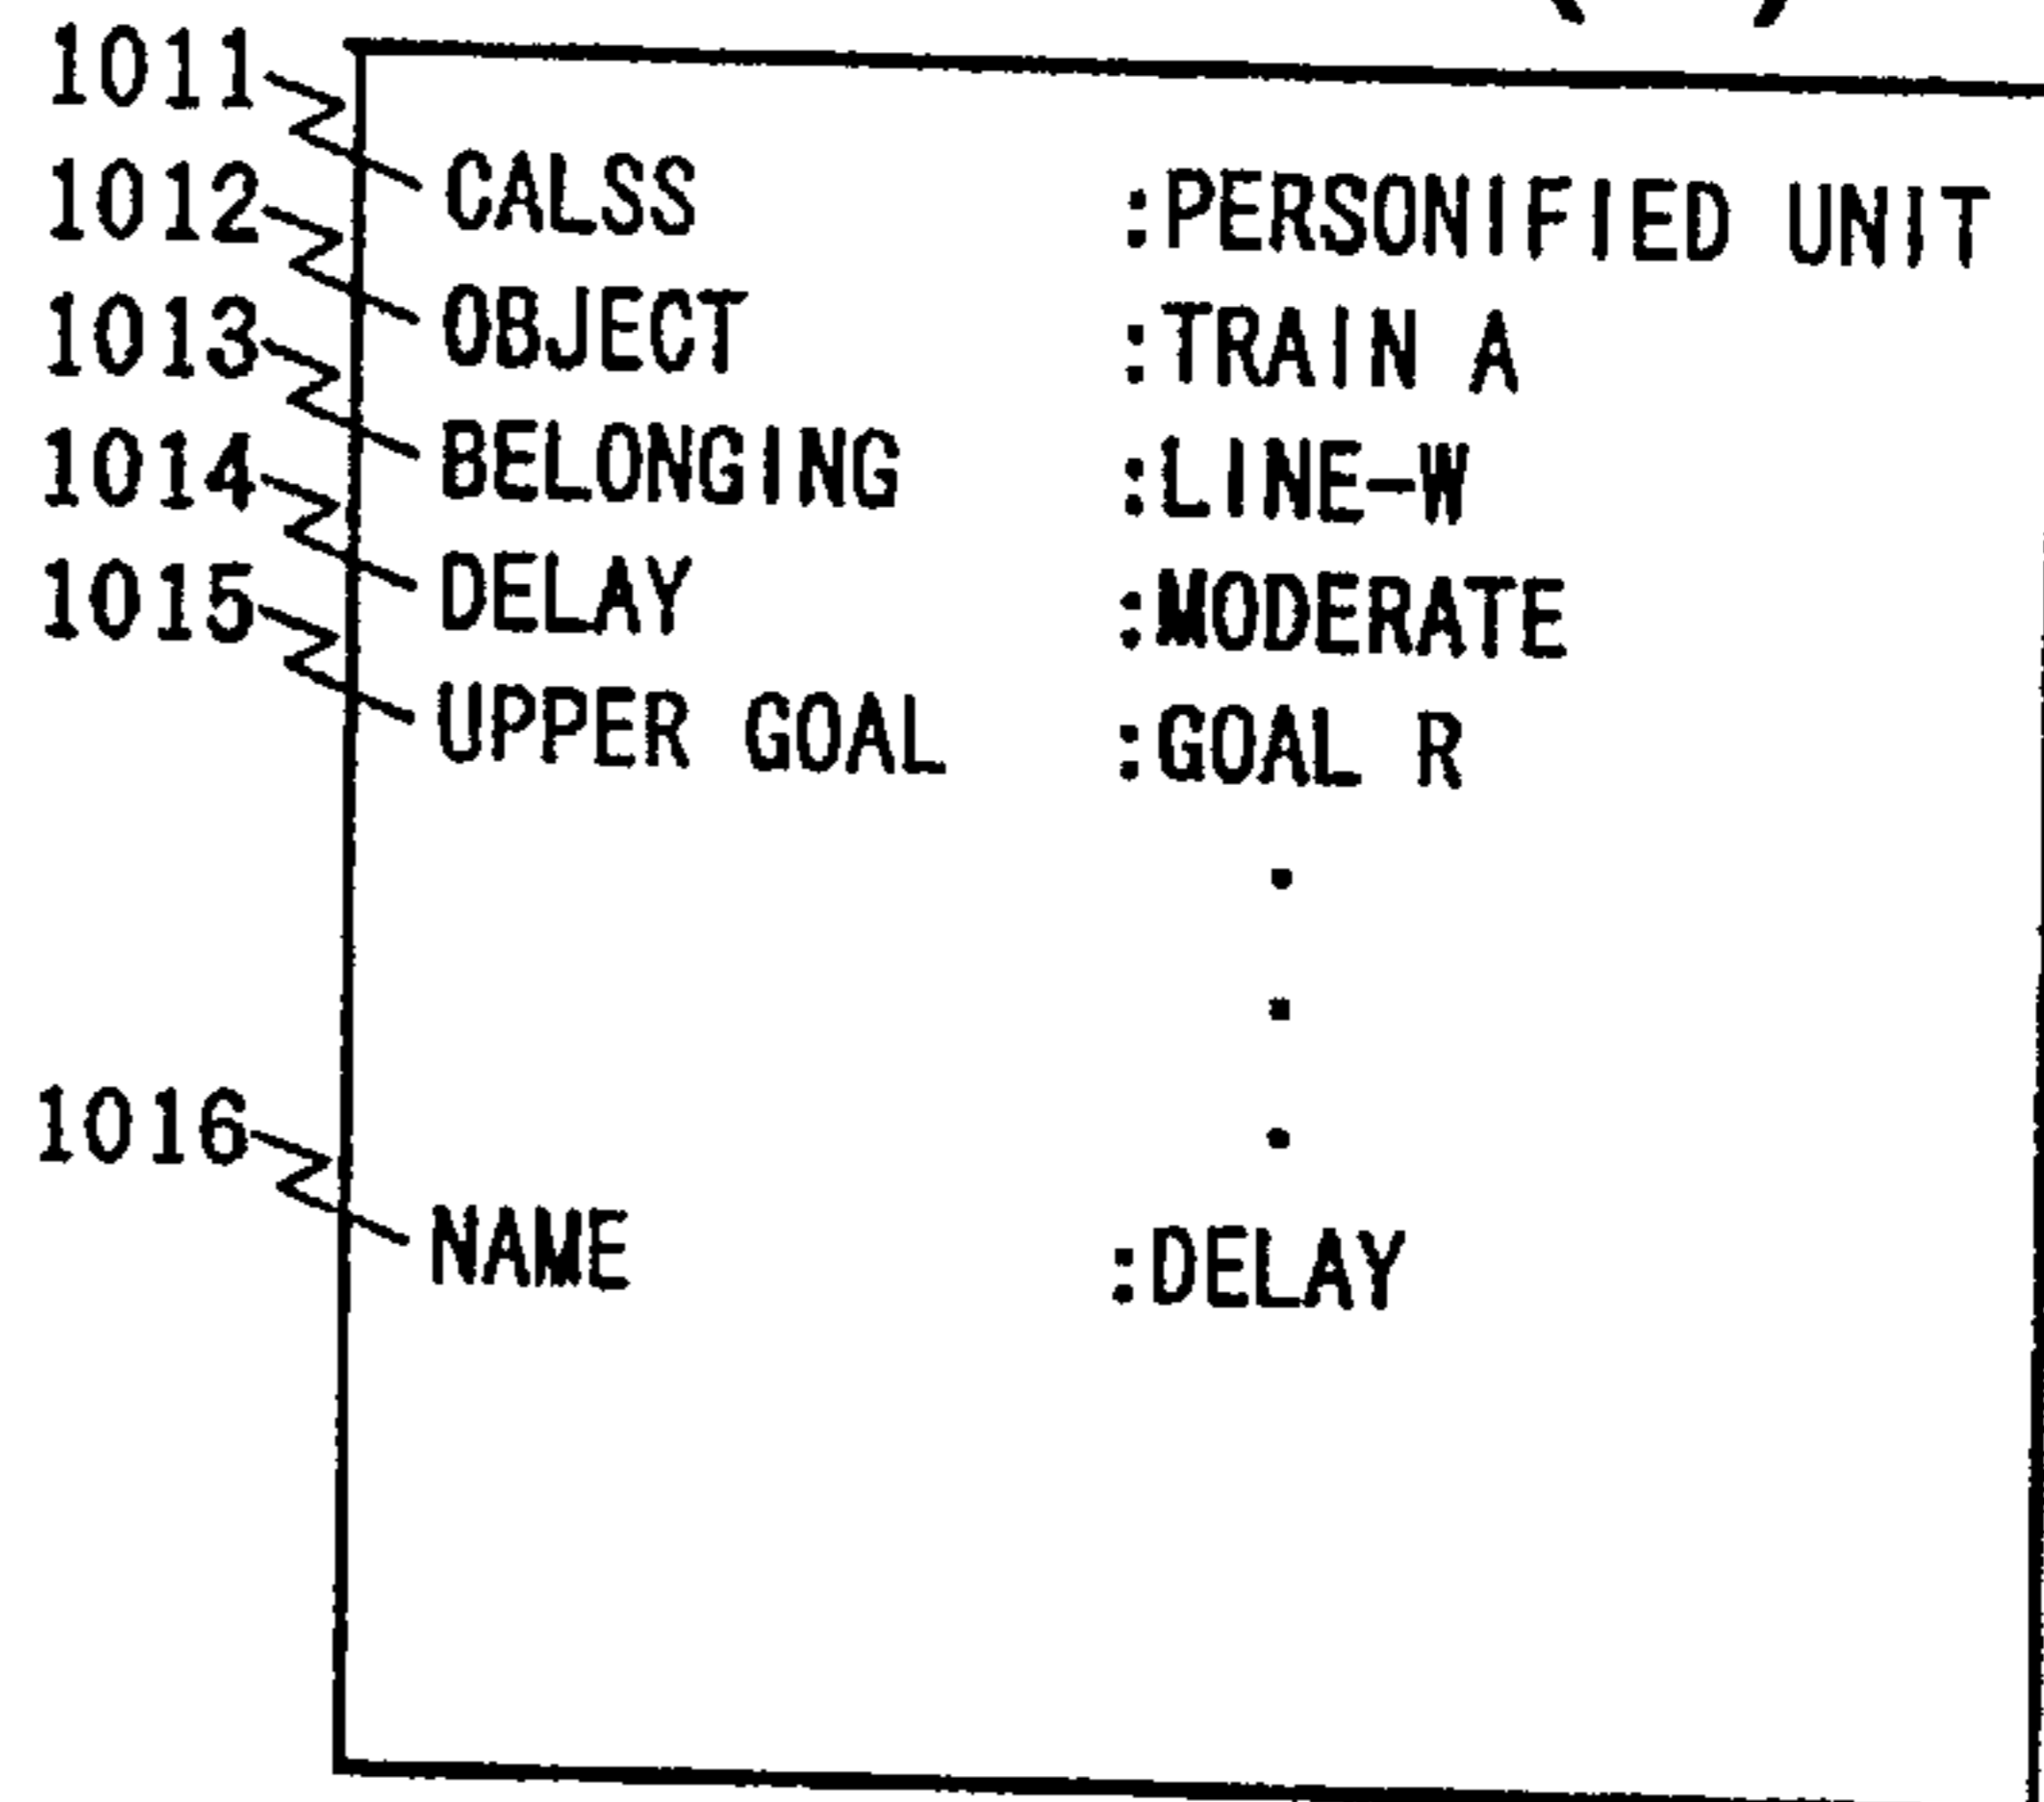 1011 CALSS :PERSONIFIED UNIT
1012 OBJECT :TRAIN A
1013 BELONGING :LINE-W
1014 DELAY :MODERATE
1015 UPPER GOAL :GOAL R
1016 NAME :DELAY